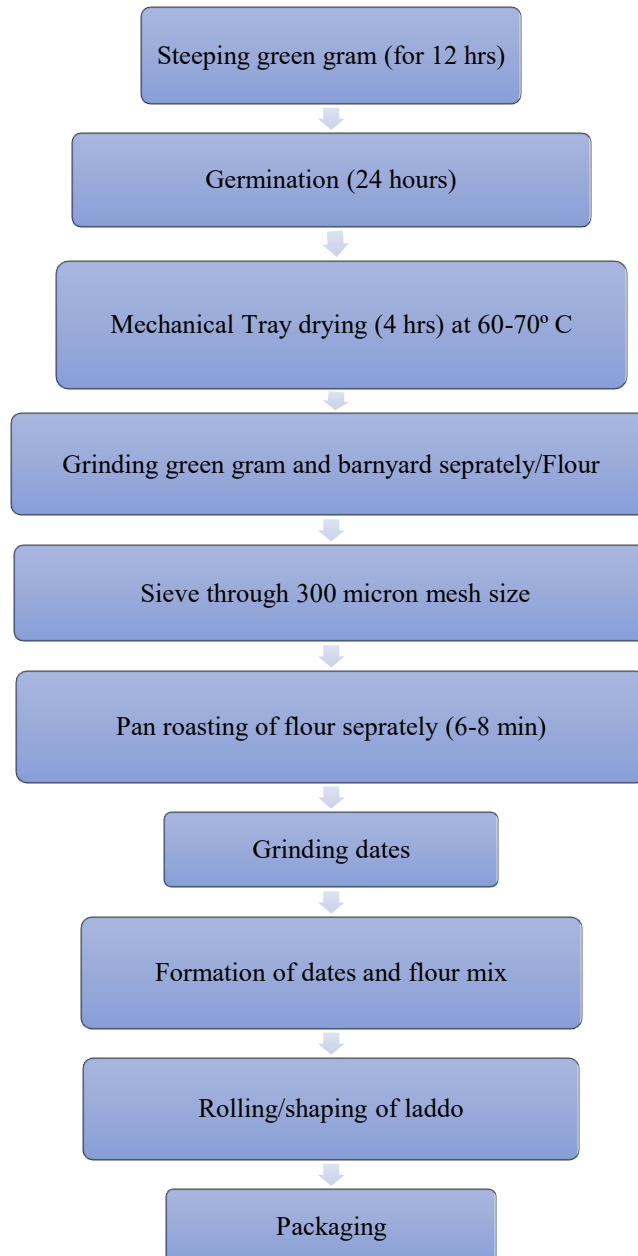 Steeping green gram (for 12 hrs)
Germination (24 hours)
Mechanical Tray drying (4 hrs) at 60-70º C
Grinding green gram and barnyard seprately/Flour
Sieve through 300 micron mesh size
Pan roasting of flour seprately (6-8 min)
Grinding dates
Formation of dates and flour mix
Rolling/shaping of laddo
Packaging